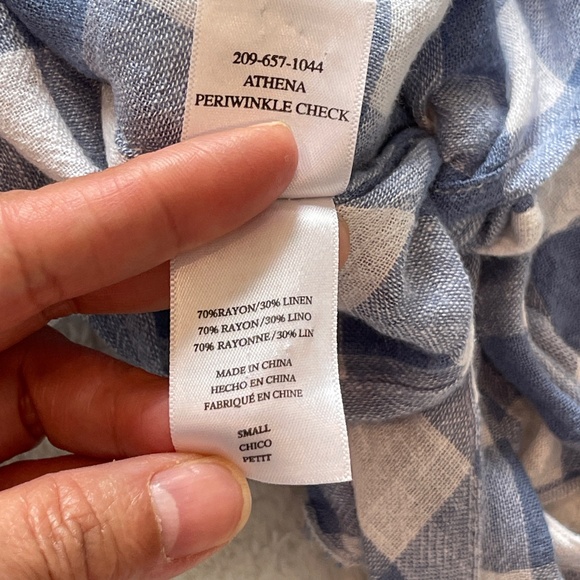 209-657-1044
ATHENA
PERIWINKLE CHECK
70%RAYON/30% LINEN
70% RAYON/30% LINO
70% RAYONNE/30% LIN
MADE IN CHINA
HECHO EN CHINA
FABRIQUÉ EN CHINE
SMALL
CHICO
PETIT